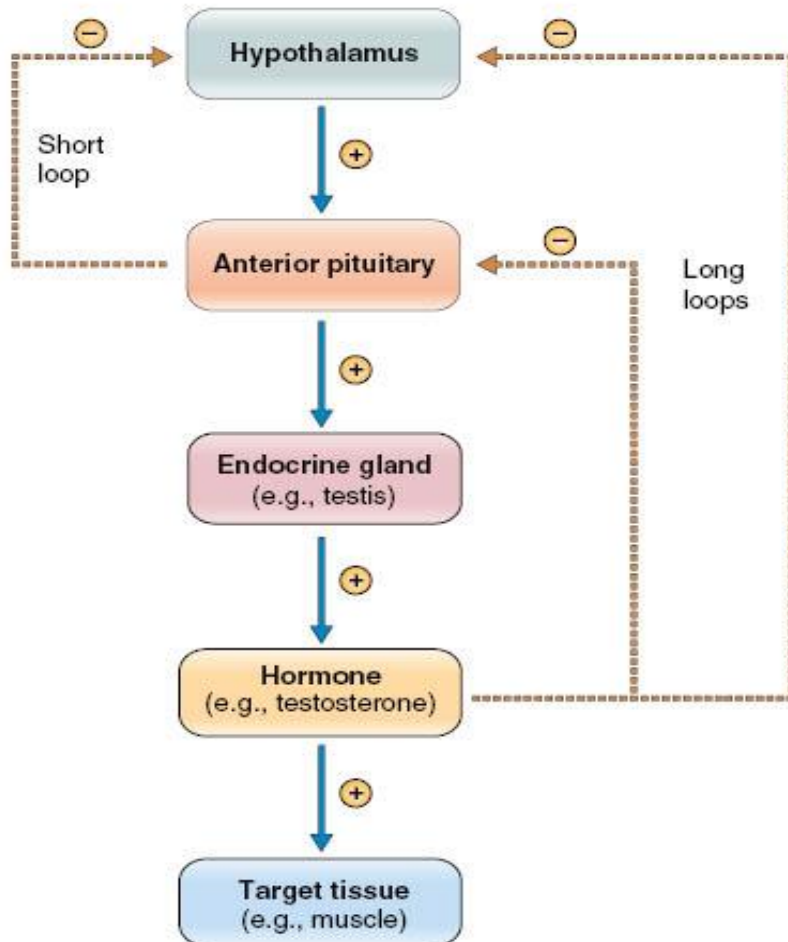 −
−
Hypothalamus
Short
loop
+
−
Anterior pituitary
Long
loops
+
Endocrine gland
(e.g., testis)
+
Hormone
(e.g., testosterone)
+
Target tissue
(e.g., muscle)